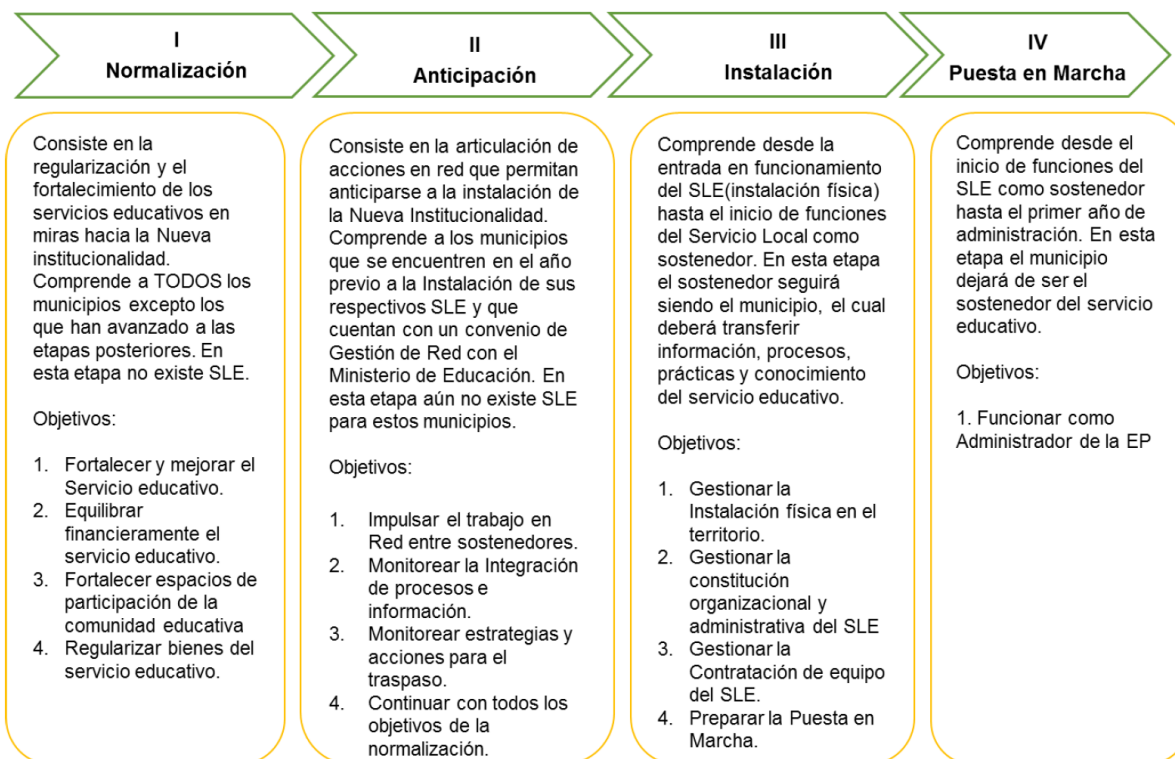 I
Normalización
II
Anticipación
III
Instalación
IV
Puesta en Marcha
Consiste en la
regularización y el
fortalecimiento de los
servicios educativos en
miras hacia la Nueva
institucionalidad.
Comprende a TODOS los
municipios excepto los
que han avanzado a las
etapas posteriores. En
esta etapa no existe SLE.
Objetivos:
1. Fortalecer y mejorar el
Servicio educativo.
2. Equilibrar
financieramente el
servicio educativo.
3. Fortalecer espacios de
participación de la
comunidad educativa
4. Regularizar bienes del
servicio educativo.
Consiste en la articulación de
acciones en red que permitan
anticiparse a la instalación de
la Nueva Institucionalidad.
Comprende a los municipios
que se encuentren en el año
previo a la Instalación de sus
respectivos SLE y que
cuentan con un convenio de
Gestión de Red con el
Ministerio de Educación. En
esta etapa aún no existe SLE
para estos municipios.
Objetivos:
1. Impulsar el trabajo en
Red entre sostenedores.
2. Monitorear la Integración
de procesos e
información.
3. Monitorear estrategias y
acciones para el
traspaso.
4. Continuar con todos los
objetivos de la
normalización.
Comprende desde la
entrada en funcionamiento
del SLE(instalación física)
hasta el inicio de funciones
del Servicio Local como
sostenedor. En esta etapa
el sostenedor seguirá
siendo el municipio, el cual
deberá transferir
información, procesos,
prácticas y conocimiento
del servicio educativo.
Objetivos:
1. Gestionar la
Instalación física en el
territorio.
2. Gestionar la
constitución
organizacional y
administrativa del SLE
3. Gestionar la
Contratación de equipo
del SLE.
4. Preparar la Puesta en
Marcha.
Comprende desde el
inicio de funciones del
SLE como sostenedor
hasta el primer año de
administración. En esta
etapa el municipio
dejará de ser el
sostenedor del servicio
educativo.
Objetivos:
1. Funcionar como
Administrador de la EP